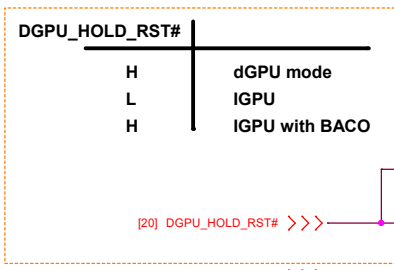 DGPU_HOLD_RST#
H dGPU mode
L IGPU
H IGPU with BACO
[20] DGPU_HOLD_RST#